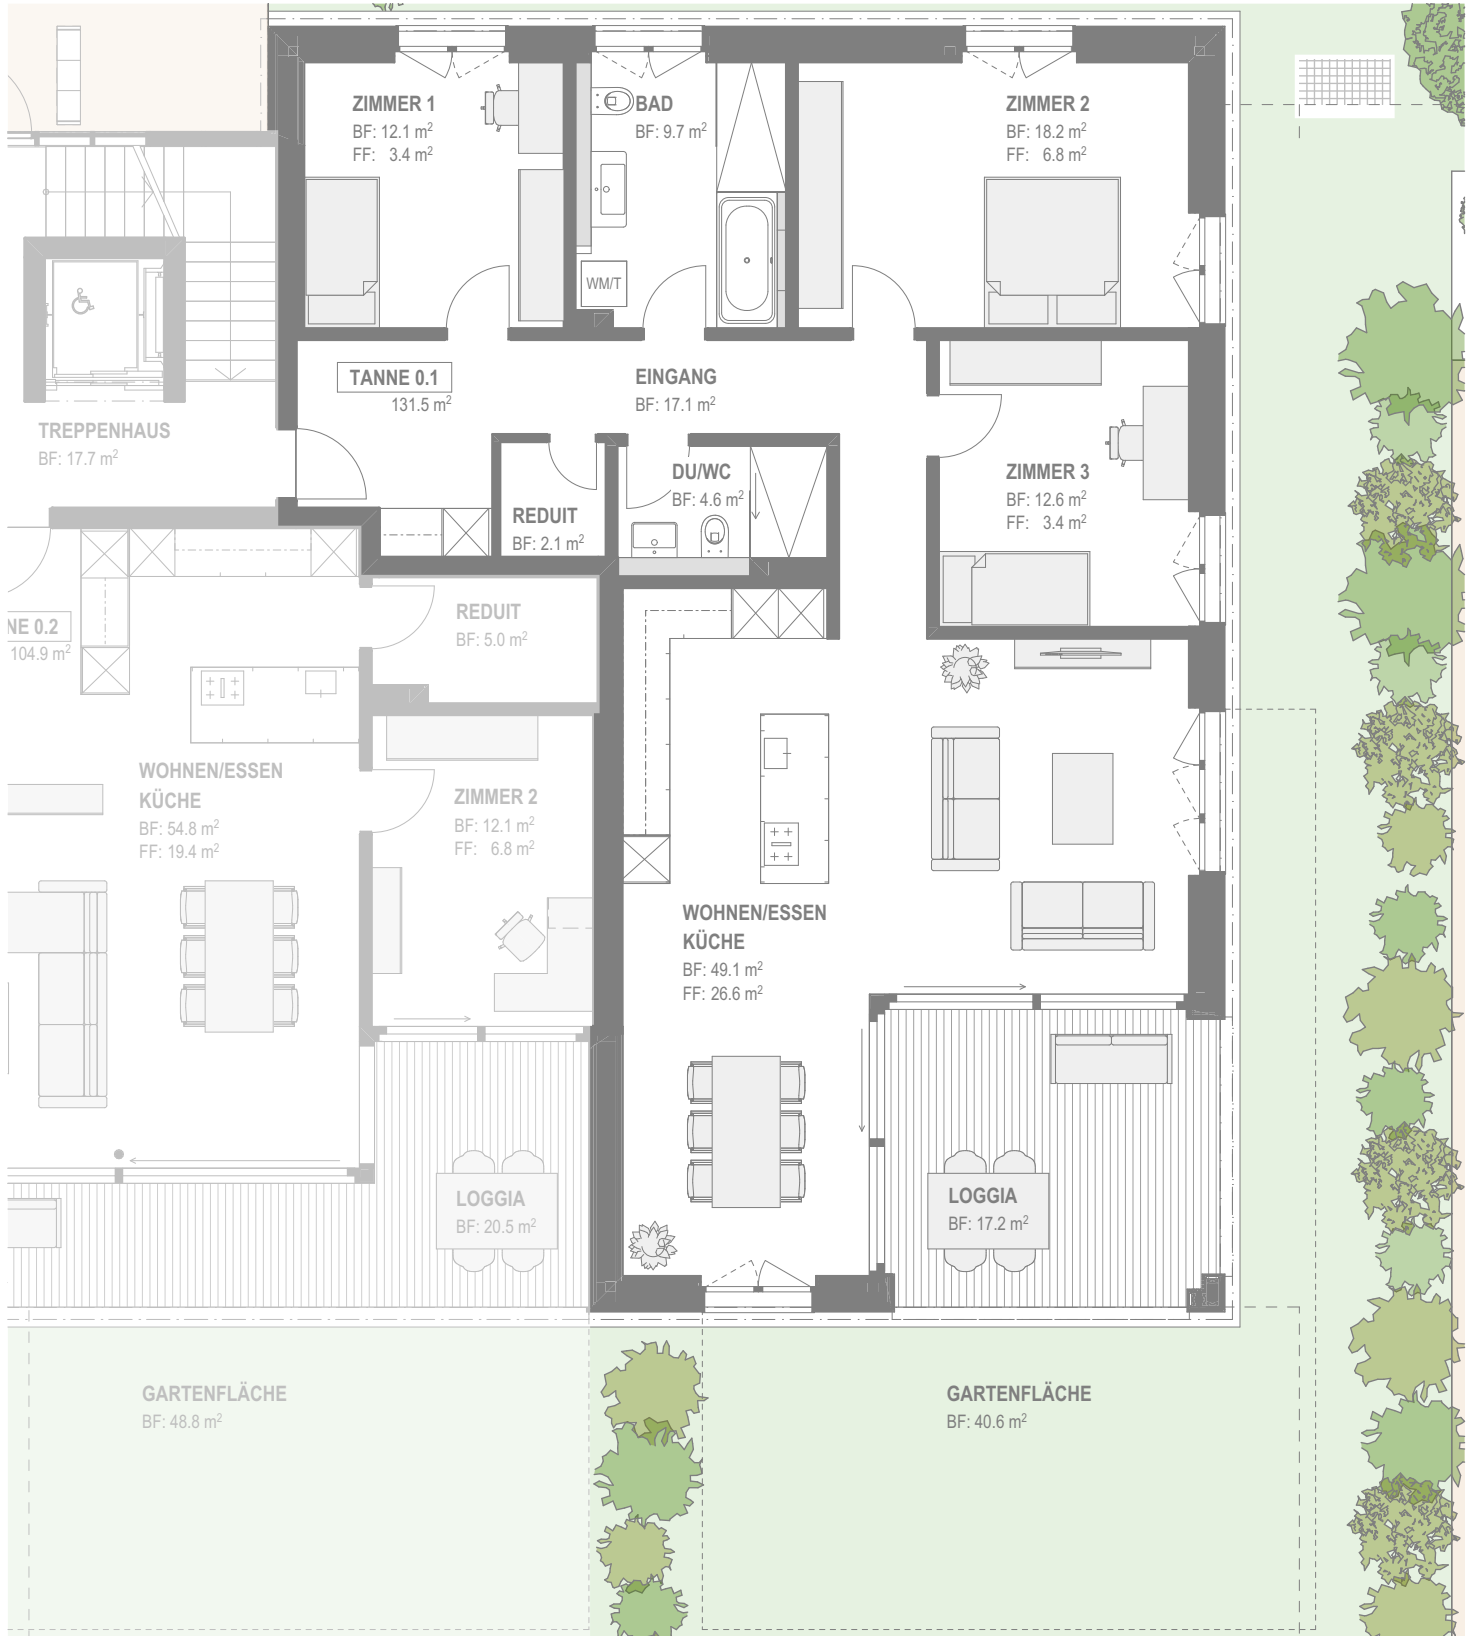 ZIMMER 1
BF: 12.1 m²
FF: 3.4 m²
BAD
BF: 9.7 m²
WM/T
ZIMMER 2
BF: 18.2 m²
FF: 6.8 m²
TANNE 0.1
131.5 m²
EINGANG
BF: 17.1 m²
TREPPENHAUS
BF: 17.7 m²
DU/WC
BF: 4.6 m²
REDUIT
BF: 2.1 m²
ZIMMER 3
BF: 12.6 m²
FF: 3.4 m²
NE 0.2
104.9 m²
REDUIT
BF: 5.0 m²
WOHNEN/ESSEN
KÜCHE
BF: 54.8 m²
FF: 19.4 m²
ZIMMER 2
BF: 12.1 m²
FF: 6.8 m²
WOHNEN/ESSEN
KÜCHE
BF: 49.1 m²
FF: 26.6 m²
LOGGIA
BF: 20.5 m²
LOGGIA
BF: 17.2 m²
GARTENFLÄCHE
BF: 48.8 m²
GARTENFLÄCHE
BF: 40.6 m²